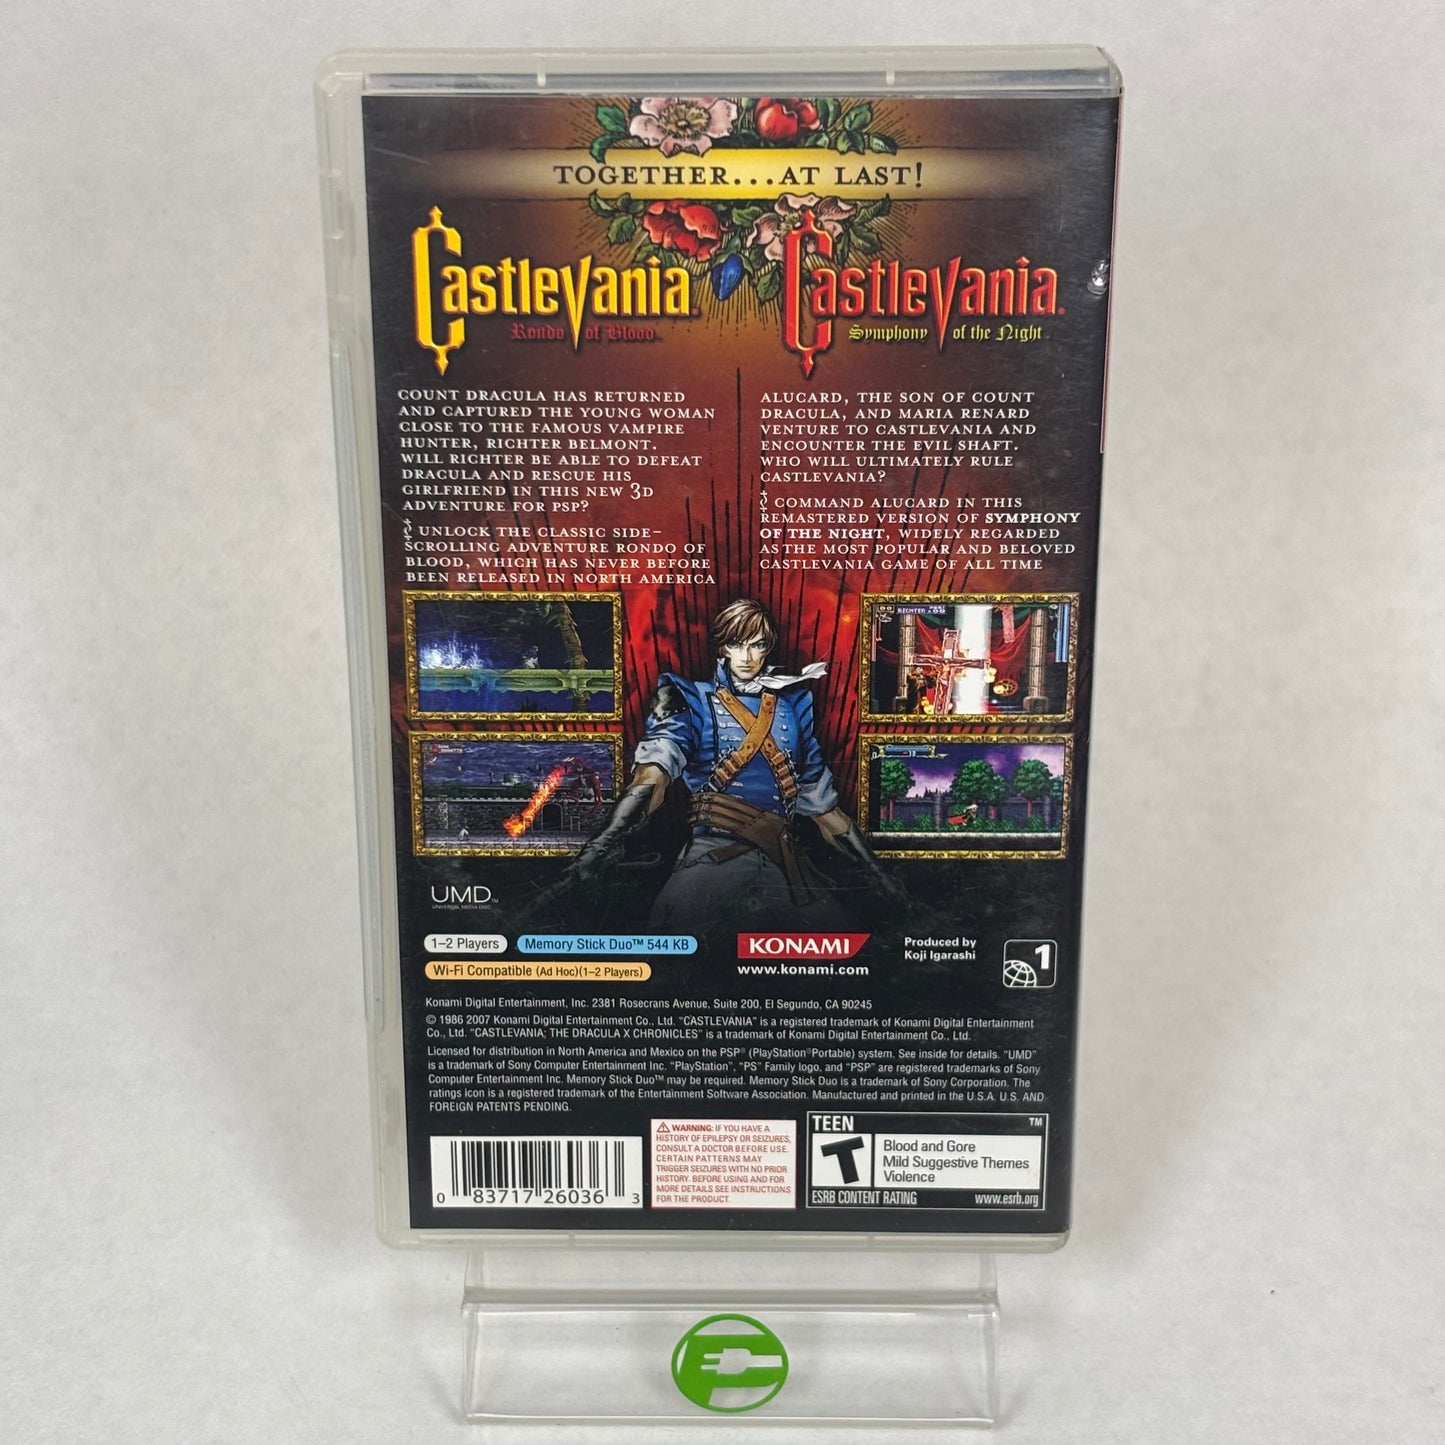 TOGETHER...AT LAST!
Castlevania
Rondo of Blood™
COUNT DRACULA HAS RETURNED
AND CAPTURED THE YOUNG WOMAN
CLOSE TO THE FAMOUS VAMPIRE
HUNTER, RICHTER BELMONT.
WILL RICHTER BE ABLE TO DEFEAT
DRACULA AND RESCUE HIS
GIRLFRIEND IN THIS NEW 3D
ADVENTURE FOR PSP?
UNLOCK THE CLASSIC SIDE-
SCROLLING ADVENTURE RONDO OF
BLOOD, WHICH HAS NEVER BEFORE
BEEN RELEASED IN NORTH AMERICA
Castlevania
Symphony of the Night
ALUCARD, THE SON OF COUNT
DRACULA, AND MARIA RENARD
VENTURE TO CASTLEVANIA AND
ENCOUNTER THE EVIL SHAFT.
WHO WILL ULTIMATELY RULE
CASTLEVANIA?
COMMAND ALUCARD IN THIS
REMASTERED VERSION OF SYMPHONY
OF THE NIGHT, WIDELY REGARDED
AS THE MOST POPULAR AND BELOVED
CASTLEVANIA GAME OF ALL TIME
RICHTER
UMD™
UNIVERSAL MEDIA DISC
1–2 Players
Memory Stick Duo™ 544 KB
Wi-Fi Compatible (Ad Hoc)(1–2 Players)
KONAMI
www.konami.com
Produced by
Koji Igarashi
1
Konami Digital Entertainment, Inc. 2381 Rosecrans Avenue, Suite 200, El Segundo, CA 90245
© 1986 2007 Konami Digital Entertainment Co., Ltd. "CASTLEVANIA" is a registered trademark of Konami Digital Entertainment
Co., Ltd. "CASTLEVANIA: THE DRACULA X CHRONICLES" is a trademark of Konami Digital Entertainment Co., Ltd.
Licensed for distribution in North America and Mexico on the PSP® (PlayStation®Portable) system. See inside for details. "UMD"
is a trademark of Sony Computer Entertainment Inc. "PlayStation", "PS" Family logo, and "PSP" are registered trademarks of Sony
Computer Entertainment Inc. Memory Stick Duo™ may be required. Memory Stick Duo is a trademark of Sony Corporation. The
ratings icon is a registered trademark of the Entertainment Software Association. Manufactured and printed in the U.S.A. U.S. AND
FOREIGN PATENTS PENDING.
0 83717 26036 3
WARNING: IF YOU HAVE A
HISTORY OF EPILEPSY OR SEIZURES,
CONSULT A DOCTOR BEFORE USE.
CERTAIN PATTERNS MAY
TRIGGER SEIZURES WITH NO PRIOR
HISTORY. BEFORE USING AND FOR
MORE DETAILS SEE INSTRUCTIONS
FOR THE PRODUCT.
TEEN ™
T
Blood and Gore
Mild Suggestive Themes
Violence
ESRB CONTENT RATING www.esrb.org